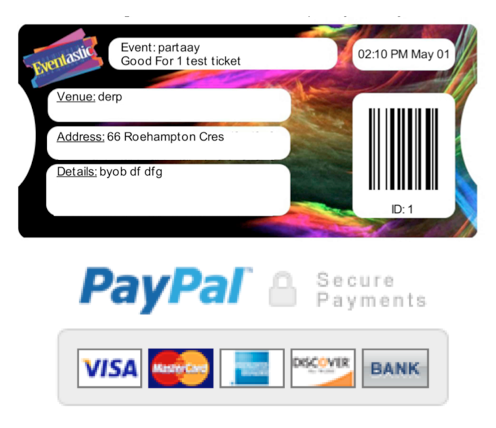 Eventastic
Event: partaay
Good For 1 test ticket
02:10 PM May 01
Venue: derp
Address: 66 Roehampton Cres
Details: byob df dfg
ID: 1
PayPal
Secure
Payments
VISA
MasterCard
DISCOVER
BANK